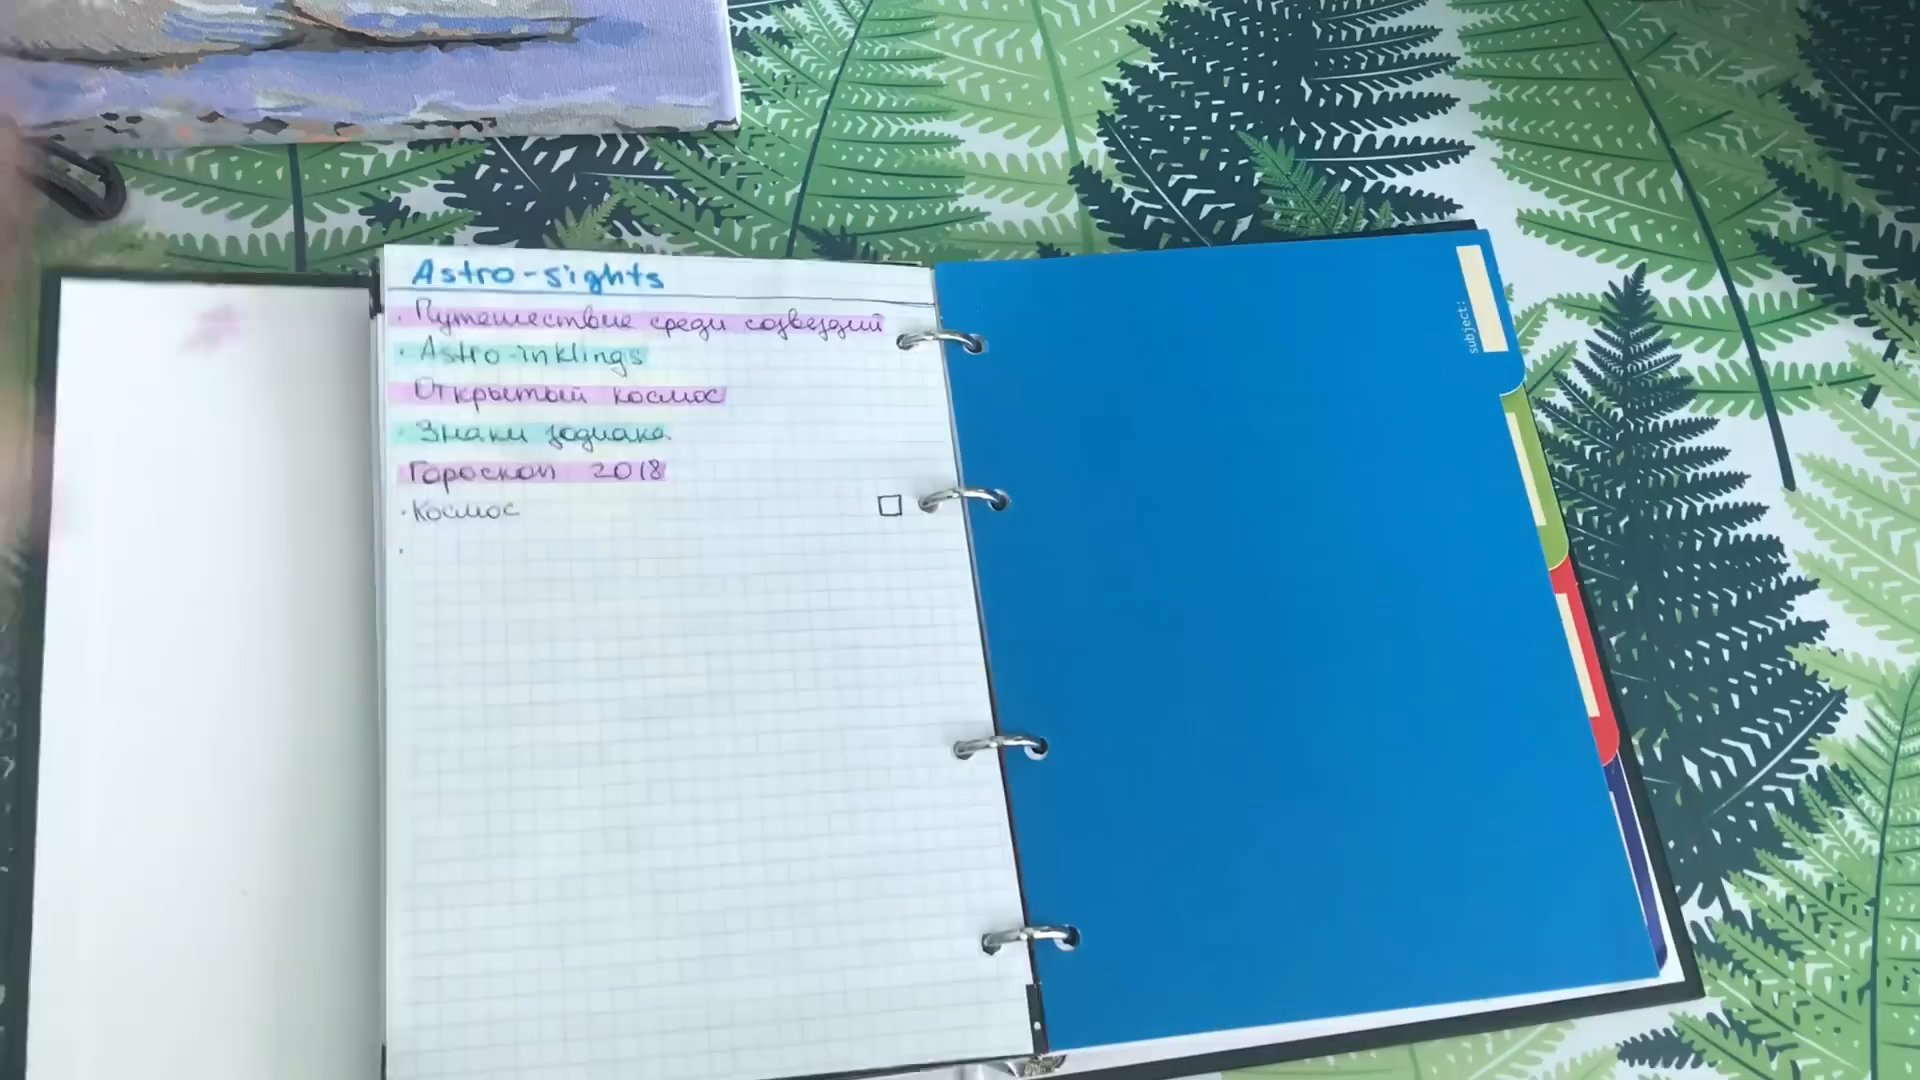 Astro-sights
· Путешествие среди созвездий
· Astro-inklings
Открытый космос
· Знаки зодиака
Гороскоп 2018
· Космос
subject: